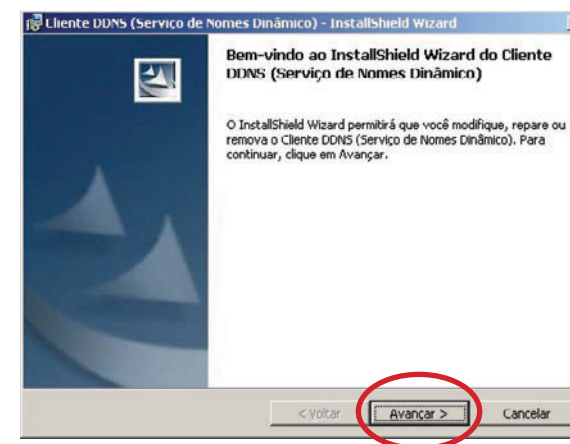 Cliente DDNS (Serviço de Nomes Dinâmico) - InstallShield Wizard
Bem-vindo ao InstallShield Wizard do Cliente
DDNS (Serviço de Nomes Dinâmico)
O InstallShield Wizard permitirá que você modifique, repare ou
remova o Cliente DDNS (Serviço de Nomes Dinâmico). Para
continuar, clique em Avançar.
< Voltar Avançar > Cancelar